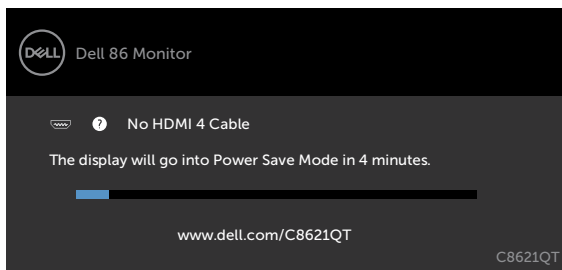 DELL
Dell 86 Monitor
? No HDMI 4 Cable
The display will go into Power Save Mode in 4 minutes.
www.dell.com/C8621QT
C8621QT